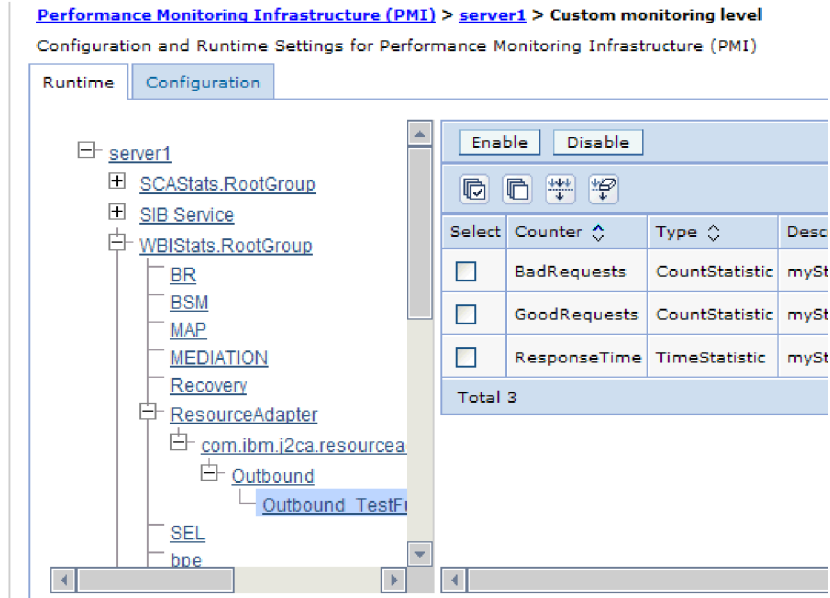 Performance Monitoring Infrastructure (PMI) > server1 > Custom monitoring level
Configuration and Runtime Settings for Performance Monitoring Infrastructure (PMI)
Runtime Configuration
server1
SCAStats.RootGroup
SIB Service
WBIStats.RootGroup
BR
BSM
MAP
MEDIATION
Recovery
ResourceAdapter
com.ibm.j2ca.resourcea
Outbound
Outbound_TestFu
SEL
bpe
Enable Disable
Select Counter Type Desc
BadRequests CountStatistic mySt
GoodRequests CountStatistic mySt
ResponseTime TimeStatistic mySt
Total 3